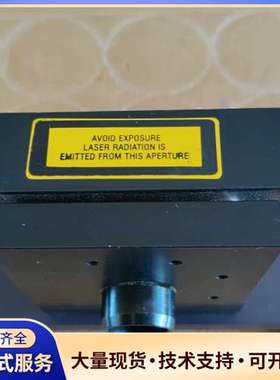 AVOID EXPOSURE
LASER RADIATION IS
EMITTED FROM THIS APERTURE
齐全
式服务
大量现货·技术支持·可开